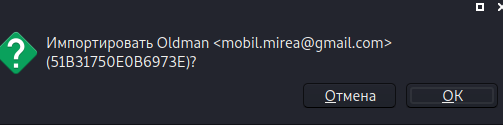 Импортировать Oldman <mobil.mirea@gmail.com>
(51B31750E0B6973E)?
Отмена
OK